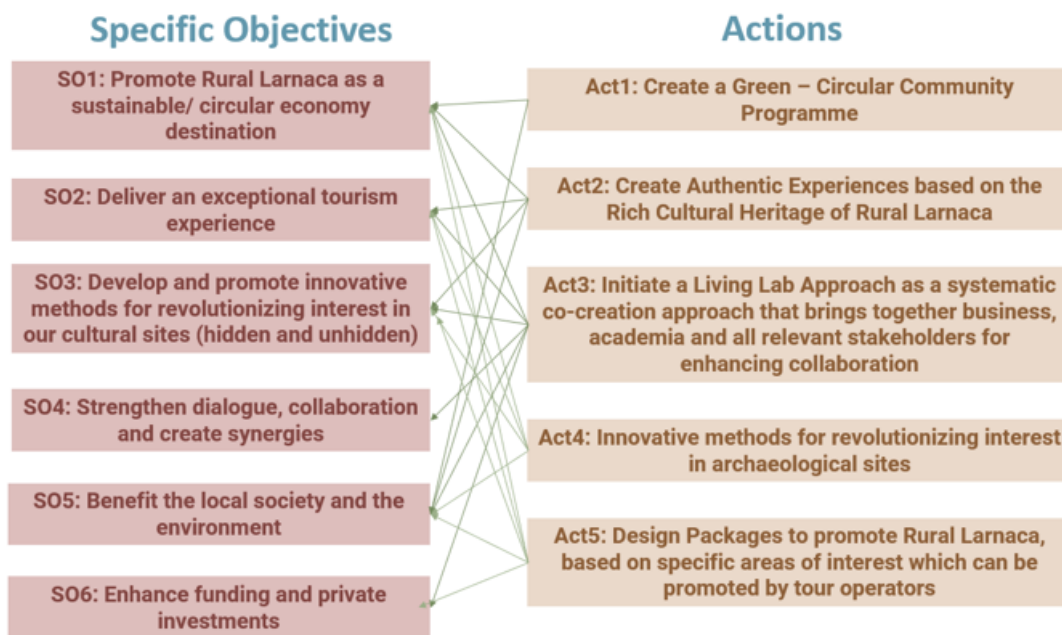 Specific Objectives
SO1: Promote Rural Larnaca as a
sustainable/ circular economy
destination
SO2: Deliver an exceptional tourism
experience
SO3: Develop and promote innovative
methods for revolutionizing interest in
our cultural sites (hidden and unhidden)
SO4: Strengthen dialogue, collaboration
and create synergies
SO5: Benefit the local society and the
environment
SO6: Enhance funding and private
investments
Actions
Act1: Create a Green – Circular Community
Programme
Act2: Create Authentic Experiences based on the
Rich Cultural Heritage of Rural Larnaca
Act3: Initiate a Living Lab Approach as a systematic
co-creation approach that brings together business,
academia and all relevant stakeholders for
enhancing collaboration
Act4: Innovative methods for revolutionizing interest
in archaeological sites
Act5: Design Packages to promote Rural Larnaca,
based on specific areas of interest which can be
promoted by tour operators